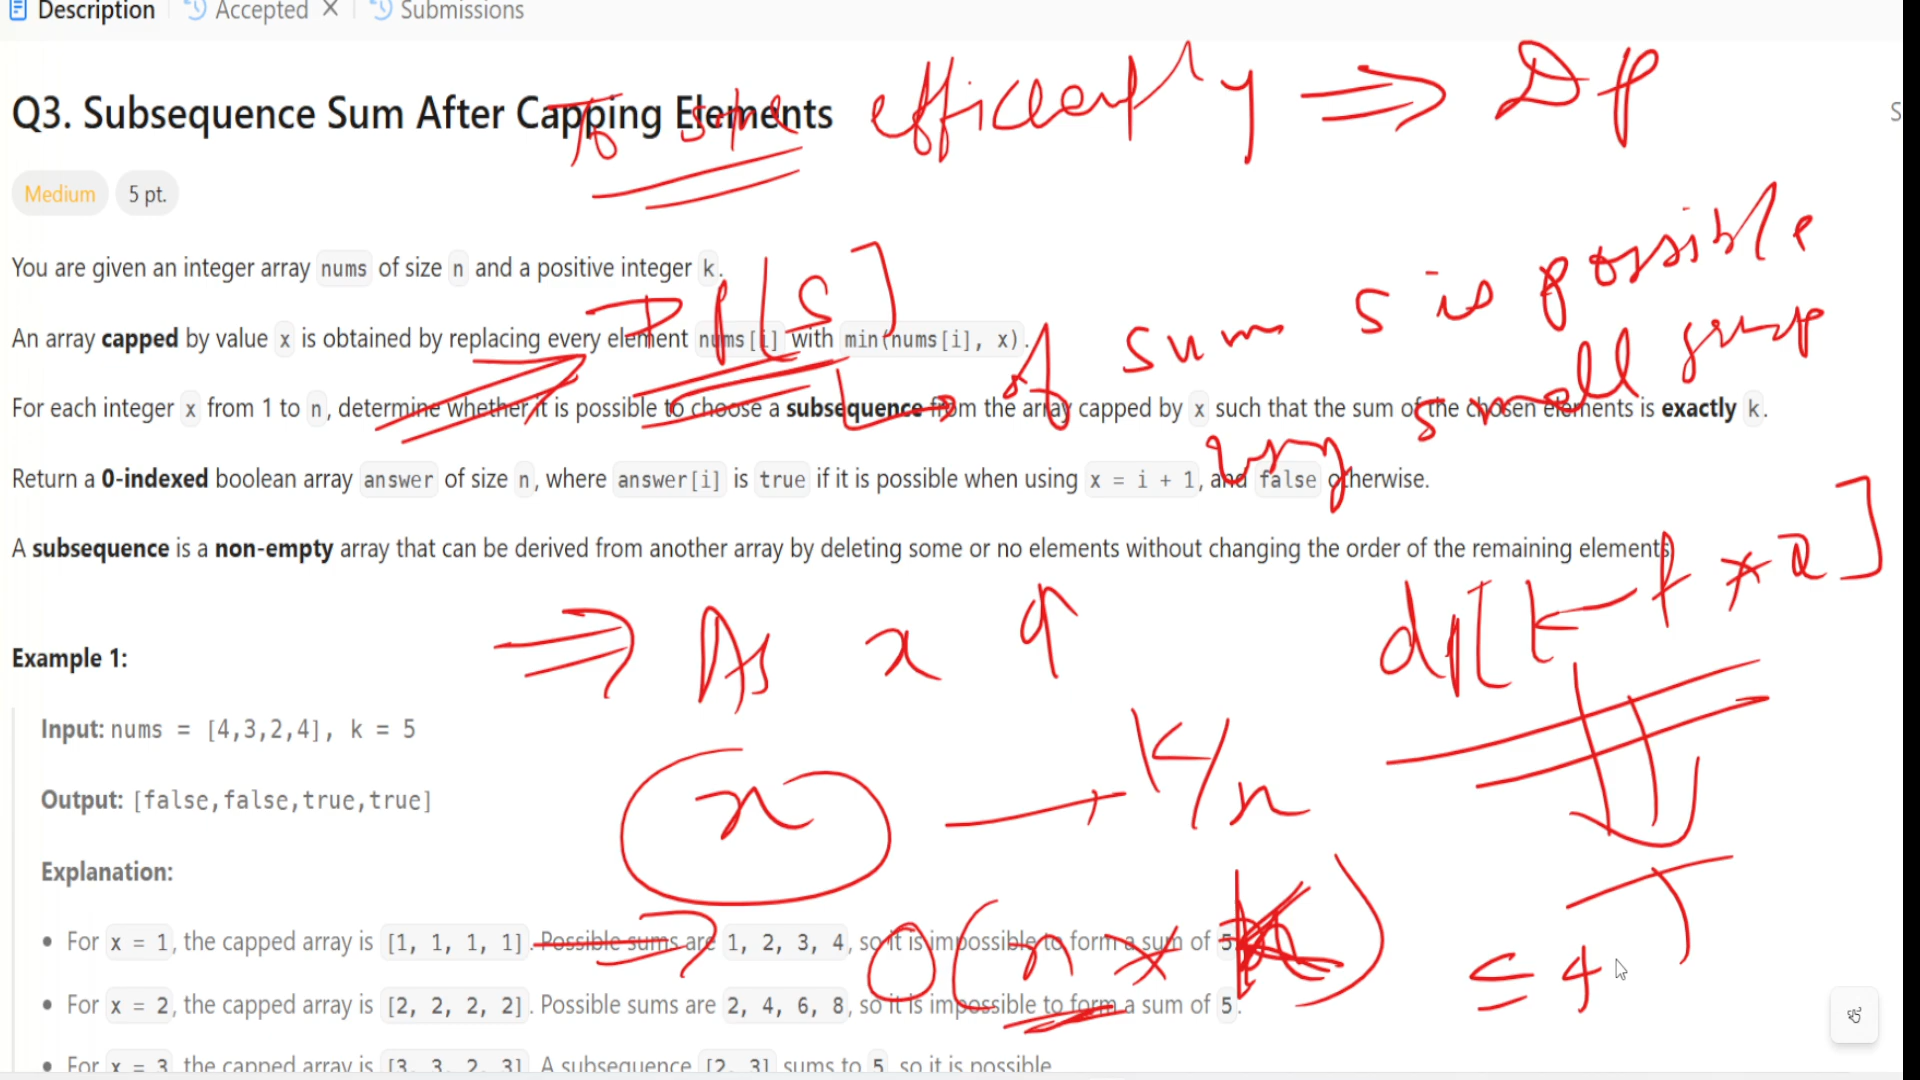 Description Accepted × Submissions
Q3. Subsequence Sum After Capping Elements
To solve efficiently ⇒ DP
S
Medium 5 pt.
You are given an integer array nums of size n and a positive integer k.
→ DP[S]
If sum s is possible
using small group
An array capped by value x is obtained by replacing every element nums[i] with min(nums[i], x).
For each integer x from 1 to n, determine whether it is possible to choose a subsequence from the array capped by x such that the sum of the chosen elements is exactly k.
Return a 0-indexed boolean array answer of size n, where answer[i] is true if it is possible when using x = i + 1, and false otherwise.
A subsequence is a non-empty array that can be derived from another array by deleting some or no elements without changing the order of the remaining elements
dp[k - f * x]
⇒ As x ↑
Example 1:
Input: nums = [4,3,2,4], k = 5
Output: [false,false,true,true]
x → k/x
Explanation:
For x = 1, the capped array is [1, 1, 1, 1]. Possible sums are 1, 2, 3, 4, so it is impossible to form a sum of 5.
⇒ O(n *
For x = 2, the capped array is [2, 2, 2, 2]. Possible sums are 2, 4, 6, 8, so it is impossible to form a sum of 5.
For x = 3, the capped array is [3, 3, 2, 3]. A subsequence [2, 3] sums to 5, so it is possible